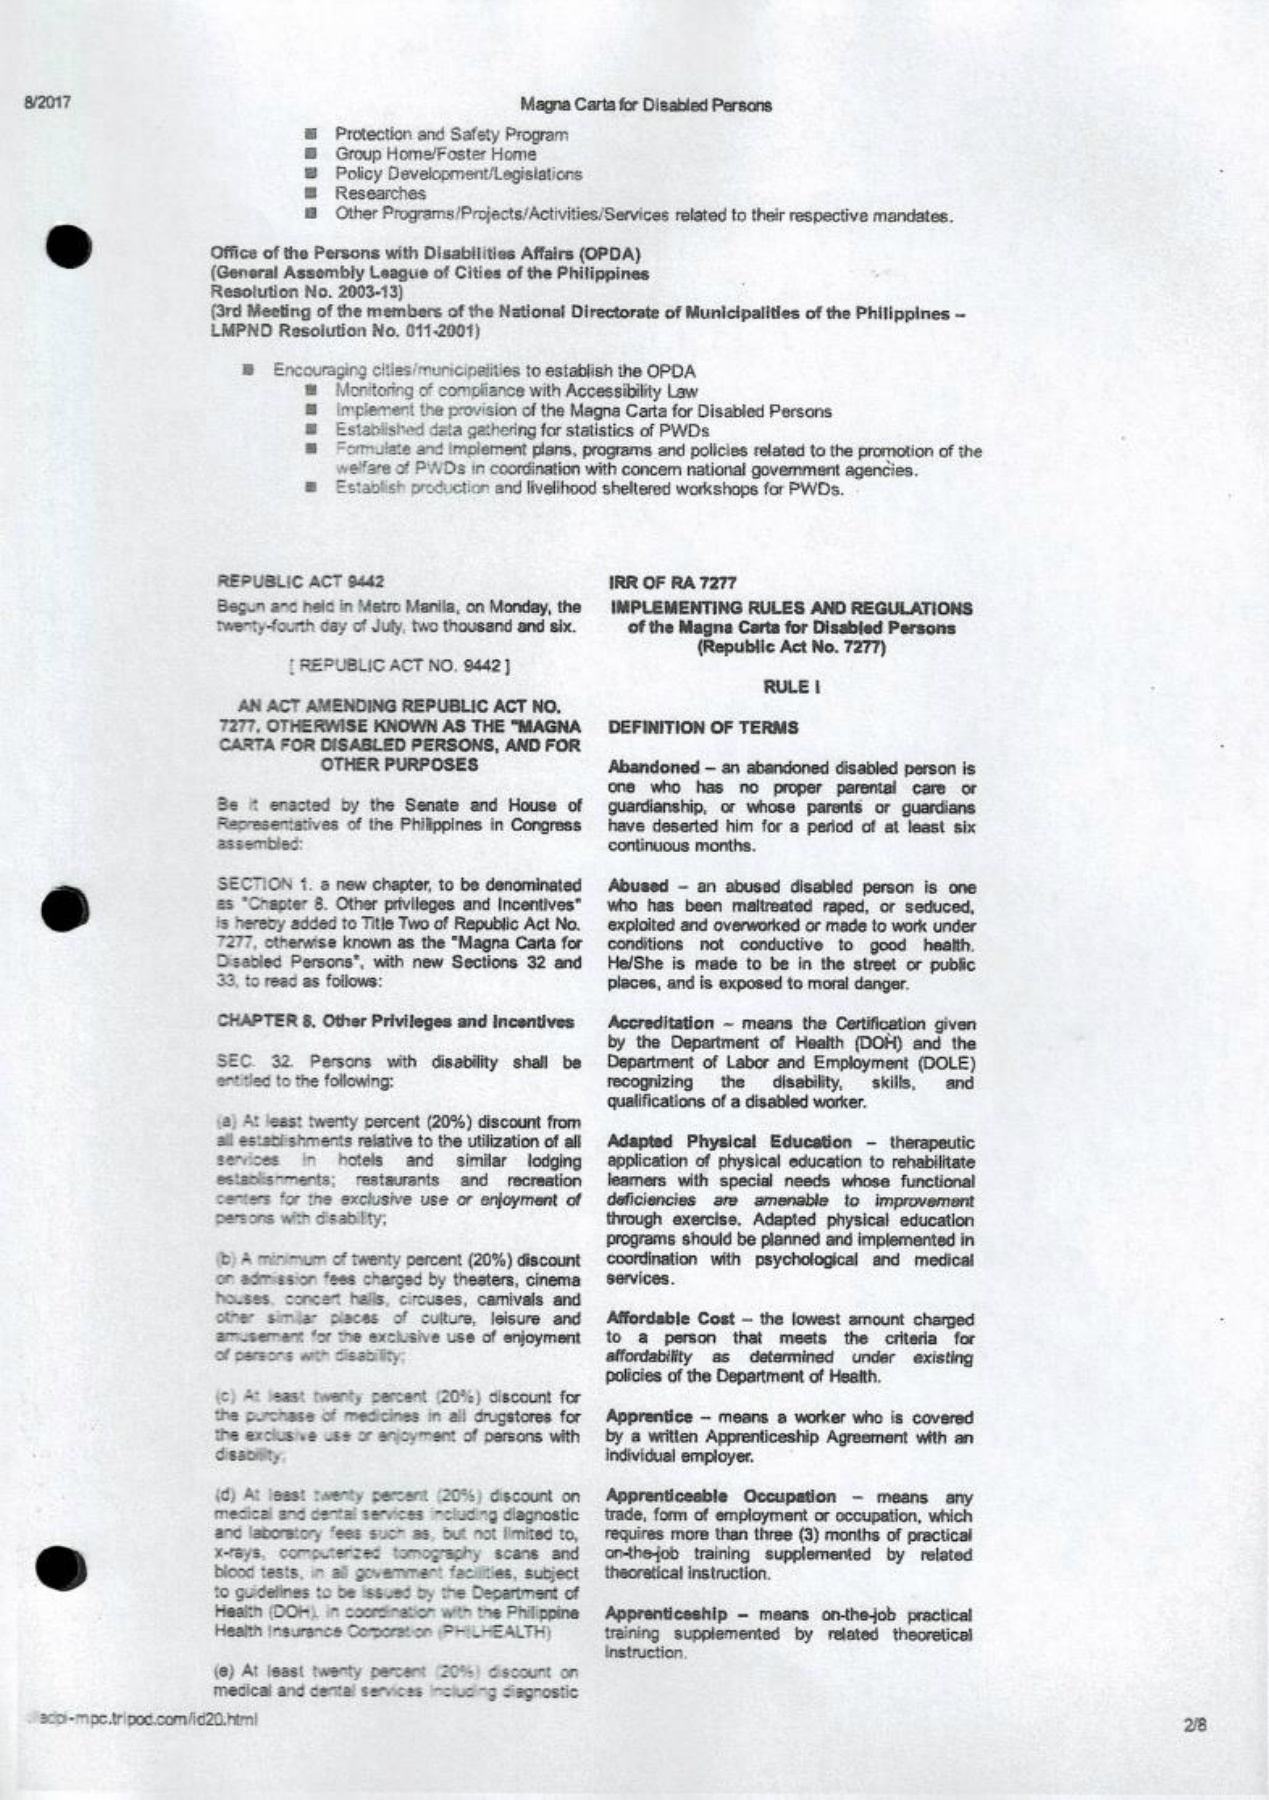 8/2017
Magna Carta for Disabled Persons
Protection and Safety Program
Group Home/Foster Home
Policy Development/Legislations
Researches
Other Programs/Projects/Activities/Services related to their respective mandates.
Office of the Persons with Disabilities Affairs (OPDA)
(General Assembly League of Cities of the Philippines
Resolution No. 2003-13)
(3rd Meeting of the members of the National Directorate of Municipalities of the Philippines –
LMPND Resolution No. 011-2001)
Encouraging cities/municipalities to establish the OPDA
Monitoring of compliance with Accessibility Law
Implement the provision of the Magna Carta for Disabled Persons
Established data gathering for statistics of PWDs
Formulate and implement plans, programs and policies related to the promotion of the
welfare of PWDs in coordination with concern national government agencies.
Establish production and livelihood sheltered workshops for PWDs.
REPUBLIC ACT 9442
Begun and held in Metro Manila, on Monday, the
twenty-fourth day of July, two thousand and six.
[ REPUBLIC ACT NO. 9442 ]
AN ACT AMENDING REPUBLIC ACT NO.
7277, OTHERWISE KNOWN AS THE "MAGNA
CARTA FOR DISABLED PERSONS, AND FOR
OTHER PURPOSES
Be it enacted by the Senate and House of
Representatives of the Philippines in Congress
assembled:
SECTION 1. a new chapter, to be denominated
as "Chapter 8. Other privileges and Incentives"
is hereby added to Title Two of Republic Act No.
7277, otherwise known as the "Magna Carta for
Disabled Persons", with new Sections 32 and
33, to read as follows:
CHAPTER 8. Other Privileges and Incentives
SEC. 32. Persons with disability shall be
entitled to the following:
(a) At least twenty percent (20%) discount from
all establishments relative to the utilization of all
services in hotels and similar lodging
establishments; restaurants and recreation
centers for the exclusive use or enjoyment of
persons with disability;
(b) A minimum of twenty percent (20%) discount
on admission fees charged by theaters, cinema
houses, concert halls, circuses, carnivals and
other similar places of culture, leisure and
amusement for the exclusive use of enjoyment
of persons with disability;
(c) At least twenty percent (20%) discount for
the purchase of medicines in all drugstores for
the exclusive use or enjoyment of persons with
disability;
(d) At least twenty percent (20%) discount on
medical and dental services including diagnostic
and laboratory fees such as, but not limited to,
x-rays, computerized tomography scans and
blood tests, in all government facilities, subject
to guidelines to be issued by the Department of
Health (DOH), in coordination with the Philippine
Health Insurance Corporation (PHILHEALTH)
(e) At least twenty percent (20%) discount on
medical and dental services including diagnostic
IRR OF RA 7277
IMPLEMENTING RULES AND REGULATIONS
of the Magna Carta for Disabled Persons
(Republic Act No. 7277)
RULE I
DEFINITION OF TERMS
Abandoned – an abandoned disabled person is
one who has no proper parental care or
guardianship, or whose parents or guardians
have deserted him for a period of at least six
continuous months.
Abused – an abused disabled person is one
who has been maltreated raped, or seduced,
exploited and overworked or made to work under
conditions not conductive to good health.
He/She is made to be in the street or public
places, and is exposed to moral danger.
Accreditation – means the Certification given
by the Department of Health (DOH) and the
Department of Labor and Employment (DOLE)
recognizing the disability, skills, and
qualifications of a disabled worker.
Adapted Physical Education – therapeutic
application of physical education to rehabilitate
learners with special needs whose functional
deficiencies are amenable to improvement
through exercise. Adapted physical education
programs should be planned and implemented in
coordination with psychological and medical
services.
Affordable Cost – the lowest amount charged
to a person that meets the criteria for
affordability as determined under existing
policies of the Department of Health.
Apprentice – means a worker who is covered
by a written Apprenticeship Agreement with an
individual employer.
Apprenticeable Occupation – means any
trade, form of employment or occupation, which
requires more than three (3) months of practical
on-the-job training supplemented by related
theoretical instruction.
Apprenticeship – means on-the-job practical
training supplemented by related theoretical
instruction.
adpi-mpc.tripod.com/id20.html
2/8